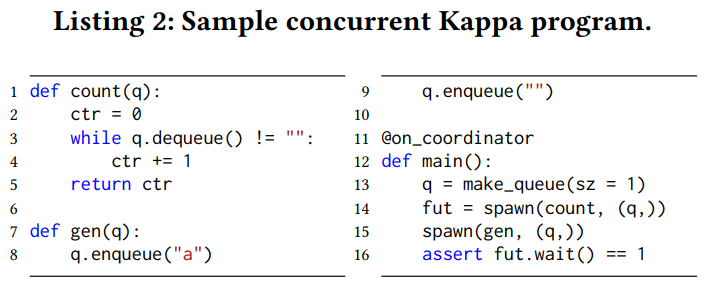 Listing 2: Sample concurrent Kappa program.
1 def count(q):
2     ctr = 0
3     while q.dequeue() != "":
4         ctr += 1
5     return ctr
6
7 def gen(q):
8     q.enqueue("a")
9     q.enqueue("")
10
11 @on_coordinator
12 def main():
13     q = make_queue(sz = 1)
14     fut = spawn(count, (q,))
15     spawn(gen, (q,))
16     assert fut.wait() == 1